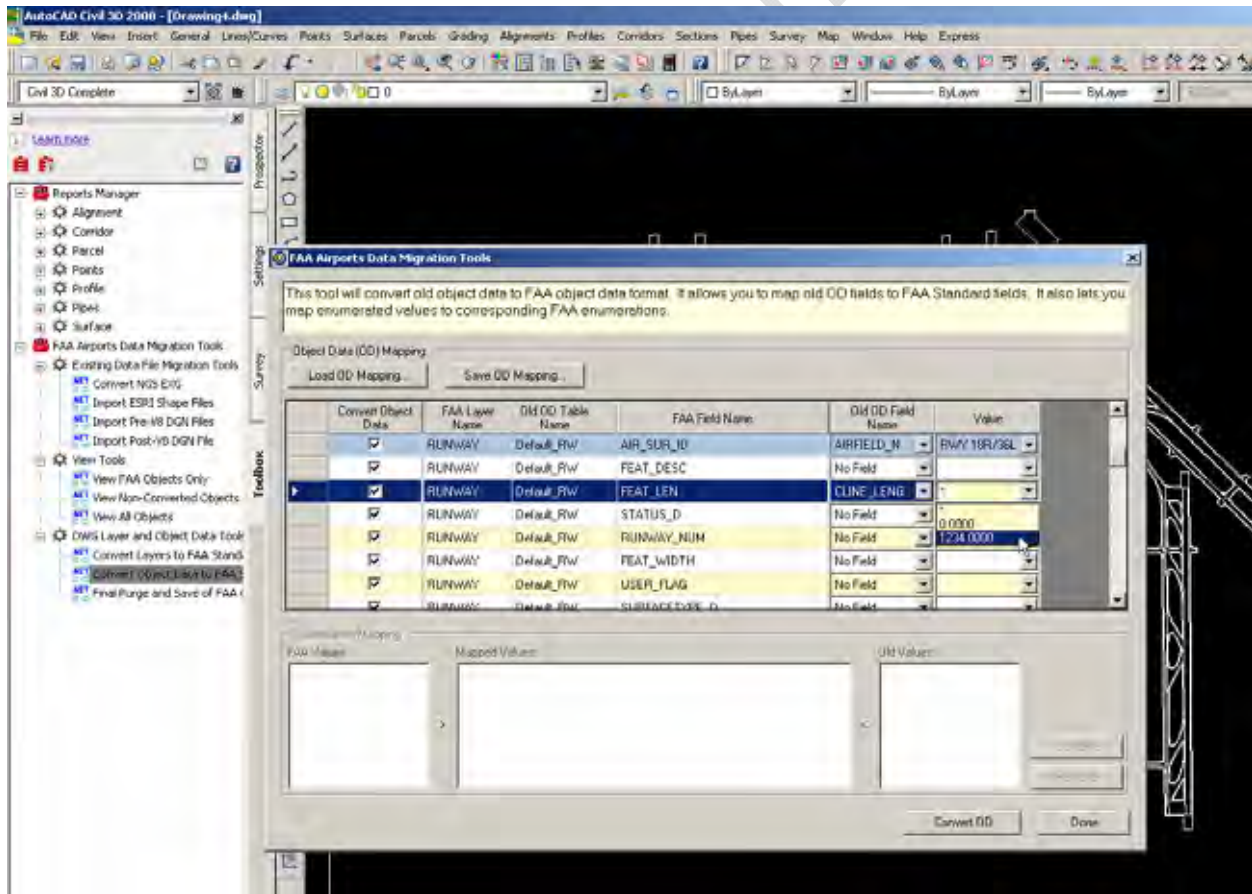 AutoCAD Civil 3D 2008 - [Drawing4.dwg]
File Edit View Insert General Lines/Curves Points Surfaces Parcels Grading Alignments Profiles Corridors Sections Pipes Survey Map Window Help Express
Civil 3D Complete 0 ByLayer ByLayer ByLayer
Learn more
Prospector
Settings
Survey
Toolbox
Reports Manager
Alignment
Corridor
Parcel
Points
Profile
Pipes
Surface
FAA Airports Data Migration Tools
Existing Data File Migration Tools
Convert NGS EXG
Import ESRI Shape Files
Import Pre-V8 DGN Files
Import Post-V8 DGN File
View Tools
View FAA Objects Only
View Non-Converted Objects
View All Objects
DWG Layer and Object Data Tools
Convert Layers to FAA Stand
Convert Object Data to FAA
Final Purge and Save of FAA
FAA Airports Data Migration Tools
This tool will convert old object data to FAA object data format. It allows you to map old OD fields to FAA Standard fields. It also lets you
map enumerated values to corresponding FAA enumerations.
Object Data (OD) Mapping
Load OD Mapping... Save OD Mapping...
Convert Object Data FAA Layer Name Old OD Table Name FAA Field Name Old OD Field Name Value
RUNWAY Default_RW AIR_SUR_ID AIRFIELD_N RWY 18R/36L
RUNWAY Default_RW FEAT_DESC No Field
RUNWAY Default_RW FEAT_LEN CLINE_LENG *
RUNWAY Default_RW STATUS_D No Field * 0.0000
RUNWAY Default_RW RUNWAY_NUM No Field 1234.0000
RUNWAY Default_RW FEAT_WIDTH No Field
RUNWAY Default_RW USER_FLAG No Field
RUNWAY Default_RW SURFACETYPE_D No Field
Mapping
FAA Values Mapped Values Old Values
> <
Convert OD Done